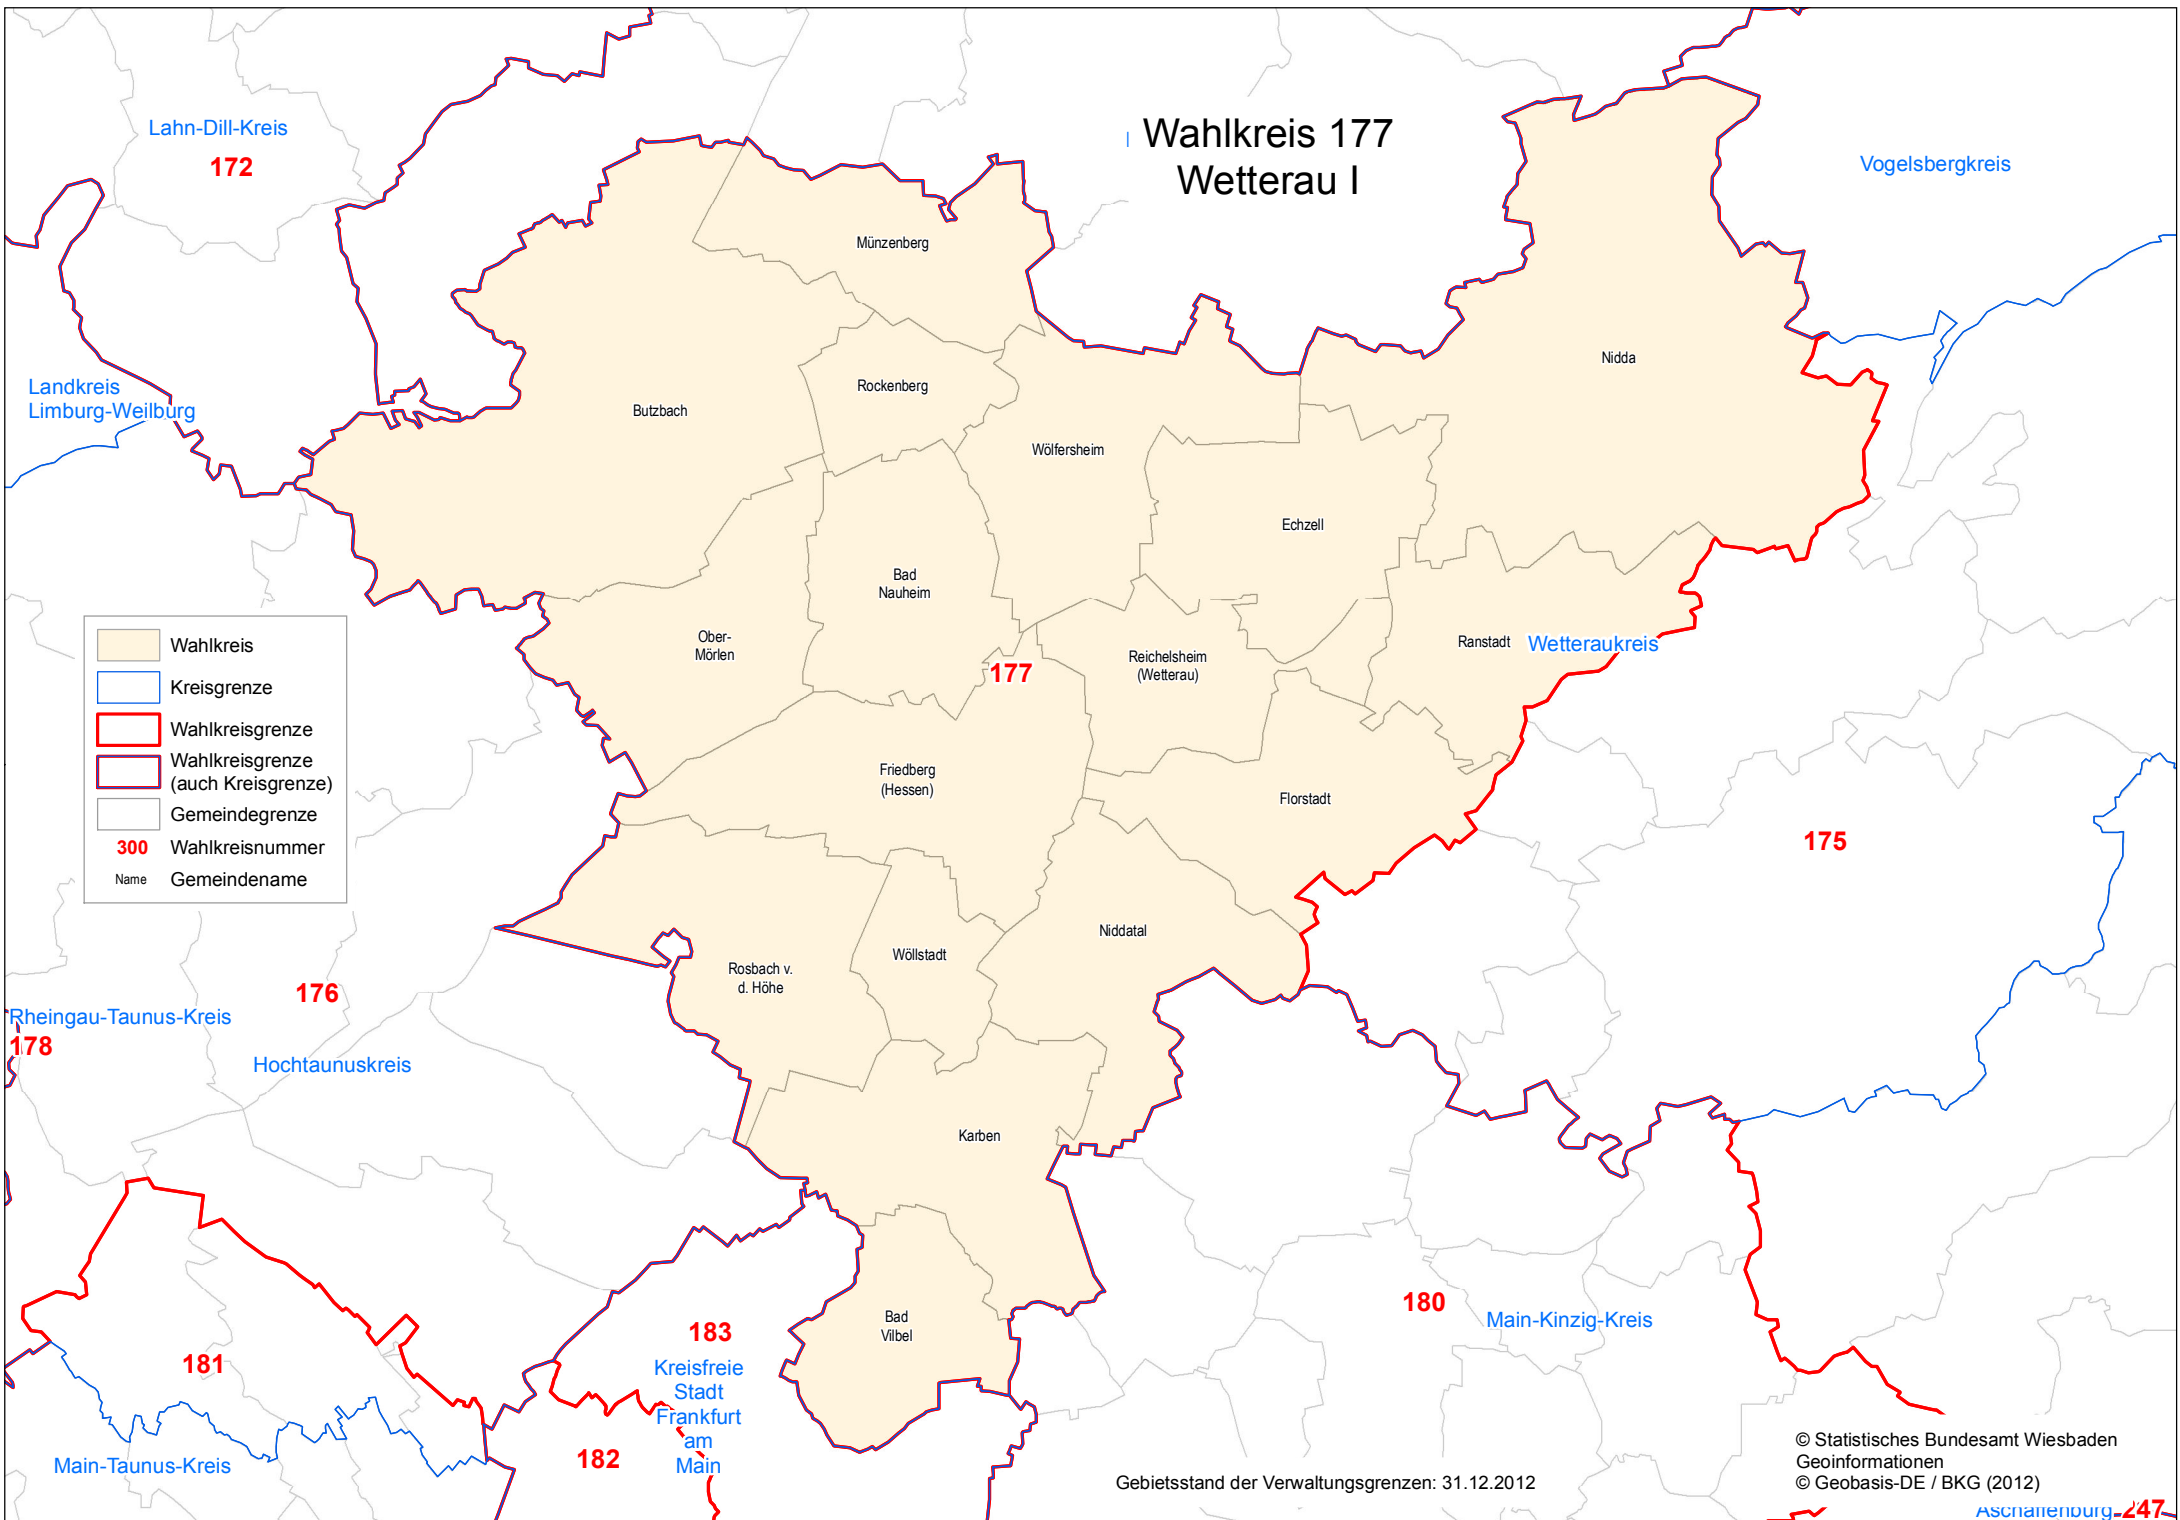 Wahlkreis 177
Wetterau I
Lahn-Dill-Kreis
172
Vogelsbergkreis
Münzenberg
Nidda
Landkreis
Limburg-Weilburg
Rockenberg
Butzbach
Wölfersheim
Echzell
Bad
Nauheim
Ober-
Mörlen
177
Reichelsheim
(Wetterau)
Ranstadt
Wetteraukreis
Wahlkreis
Kreisgrenze
Wahlkreisgrenze
Wahlkreisgrenze
(auch Kreisgrenze)
Gemeindegrenze
300 Wahlkreisnummer
Name Gemeindename
Friedberg
(Hessen)
Florstadt
175
Niddatal
Wöllstadt
Rosbach v.
d. Höhe
176
Rheingau-Taunus-Kreis
178
Hochtaunuskreis
Karben
180
Main-Kinzig-Kreis
Bad
Vilbel
183
Kreisfreie
Stadt
Frankfurt
am
Main
181
182
Main-Taunus-Kreis
Gebietsstand der Verwaltungsgrenzen: 31.12.2012
© Statistisches Bundesamt Wiesbaden
Geoinformationen
© Geobasis-DE / BKG (2012)
Aschaffenburg 247